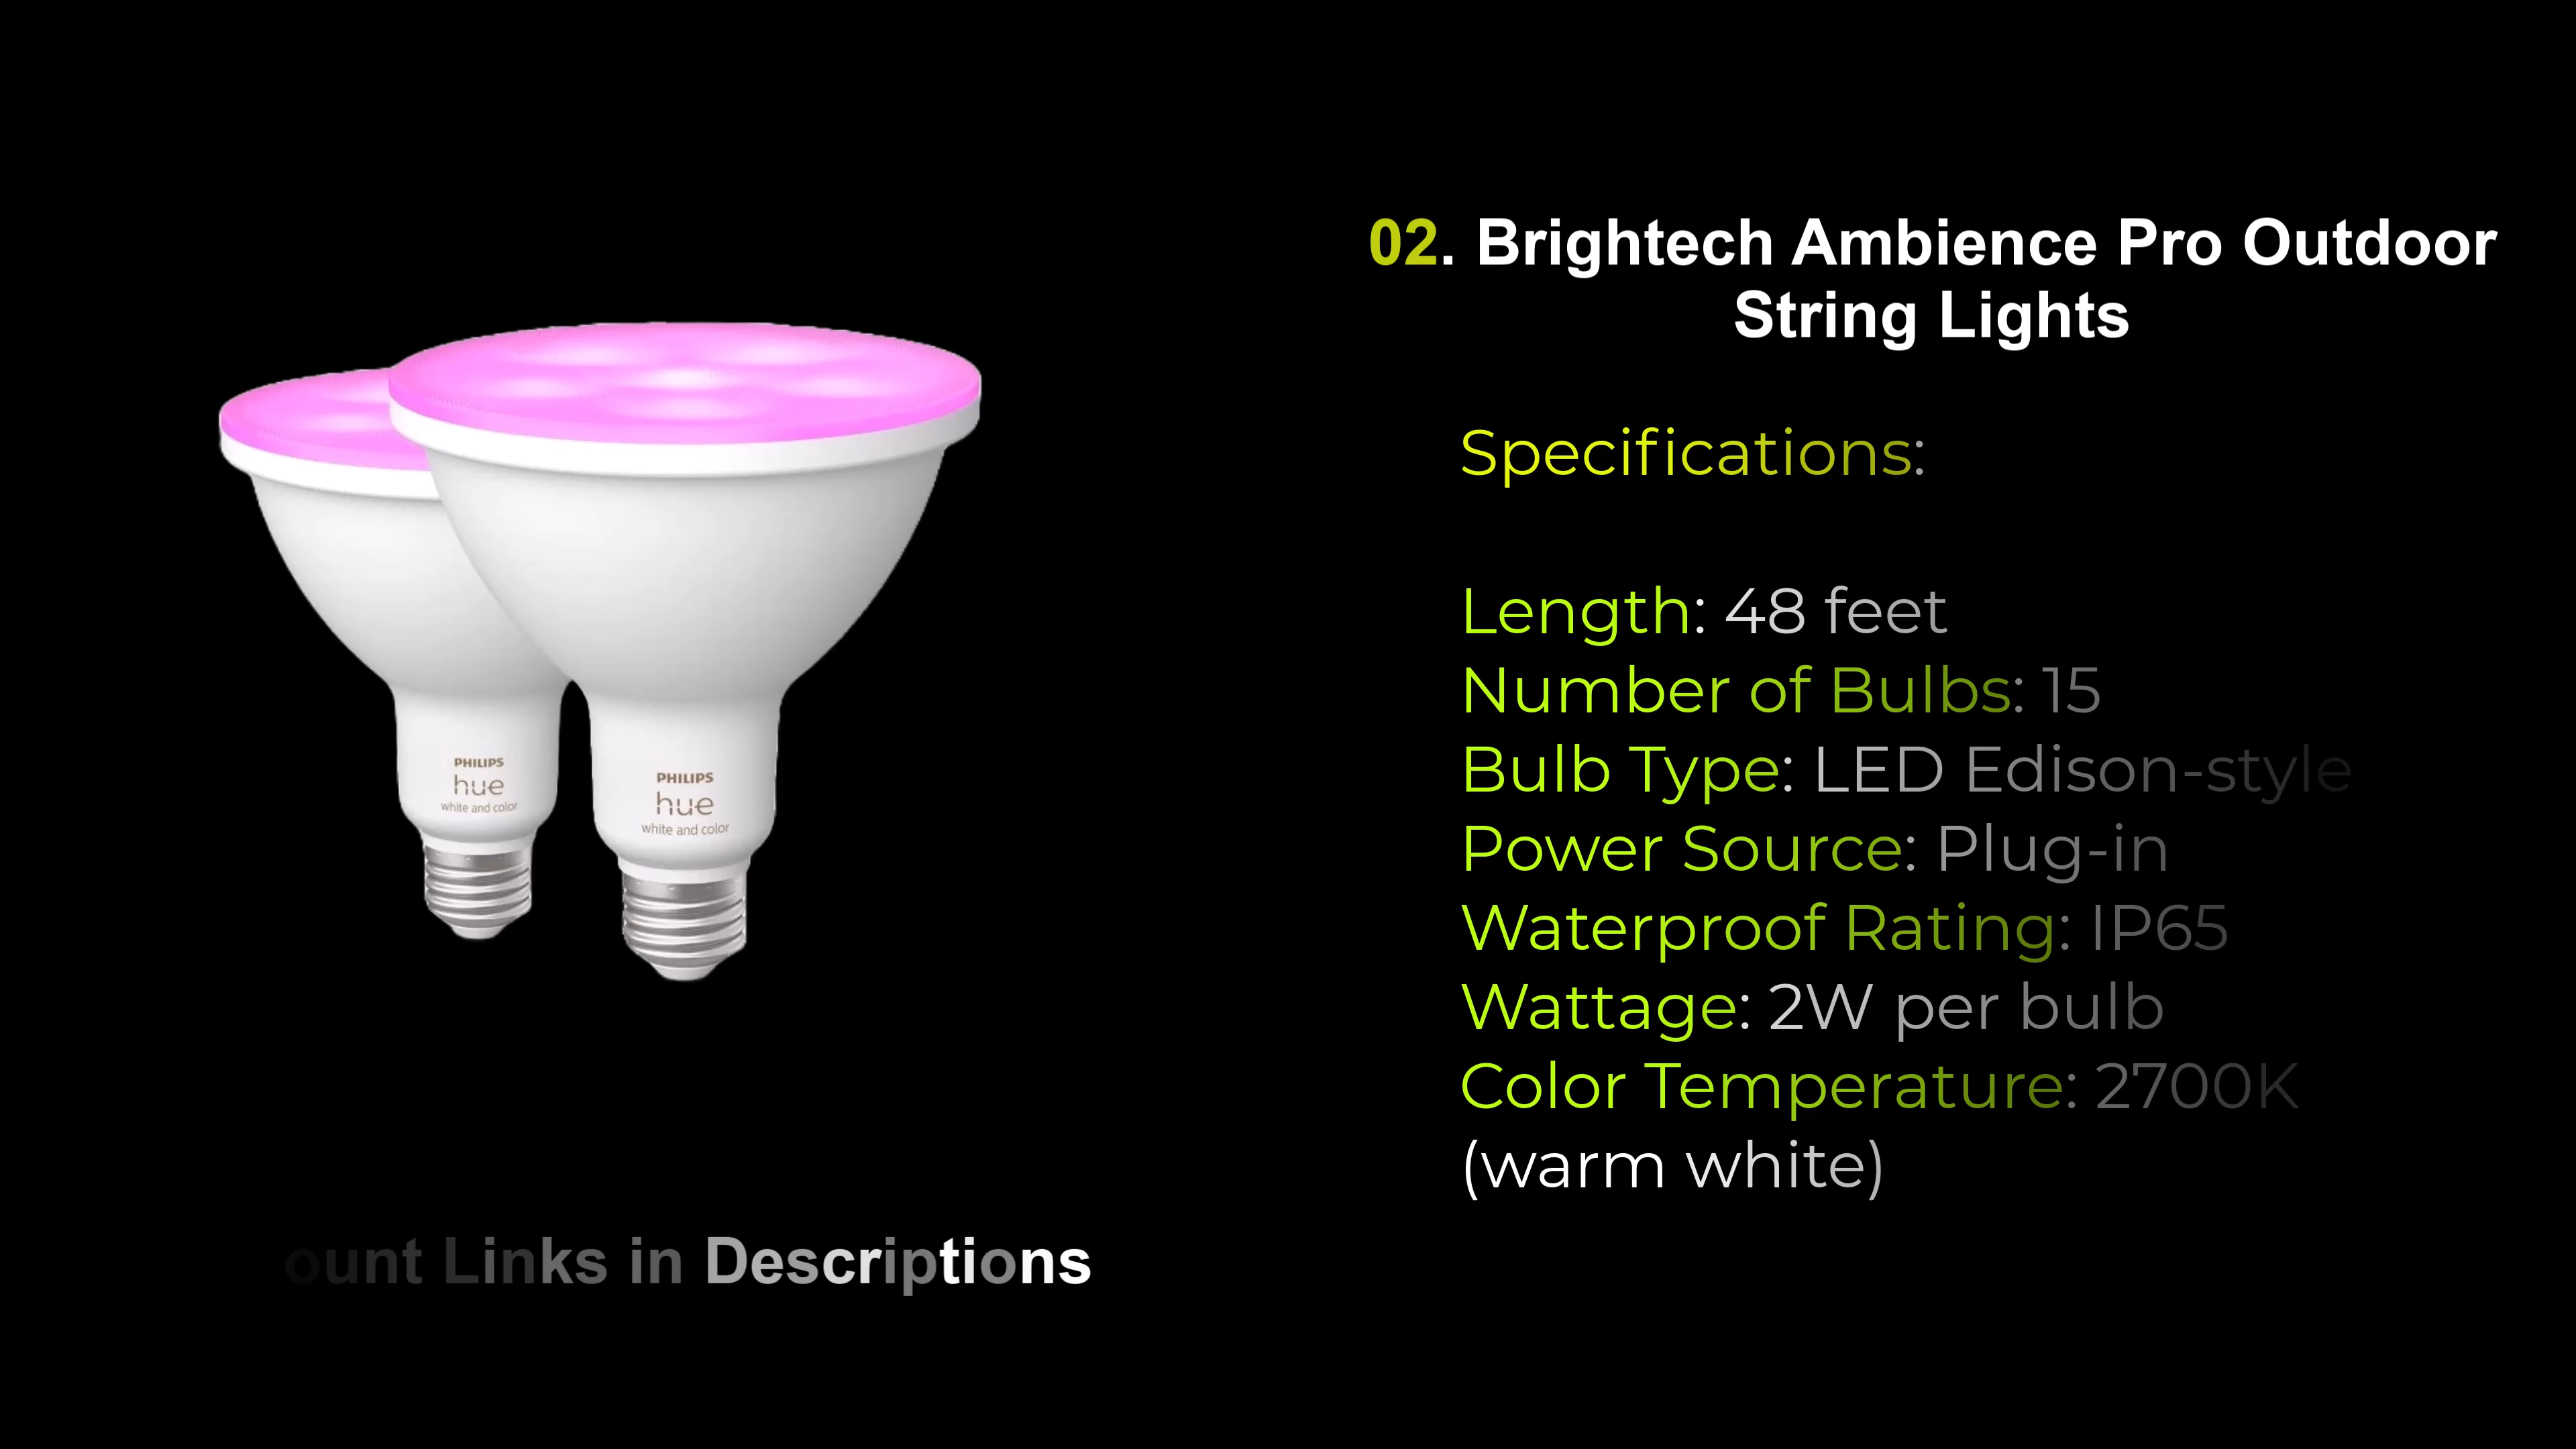 02. Brightech Ambience Pro Outdoor
String Lights
Specifications:
Length: 48 feet
Number of Bulbs: 15
Bulb Type: LED Edison-style
Power Source: Plug-in
Waterproof Rating: IP65
Wattage: 2W per bulb
Color Temperature: 2700K
(warm white)
PHILIPS
hue
white and color
PHILIPS
hue
white and color
ount Links in Descriptions